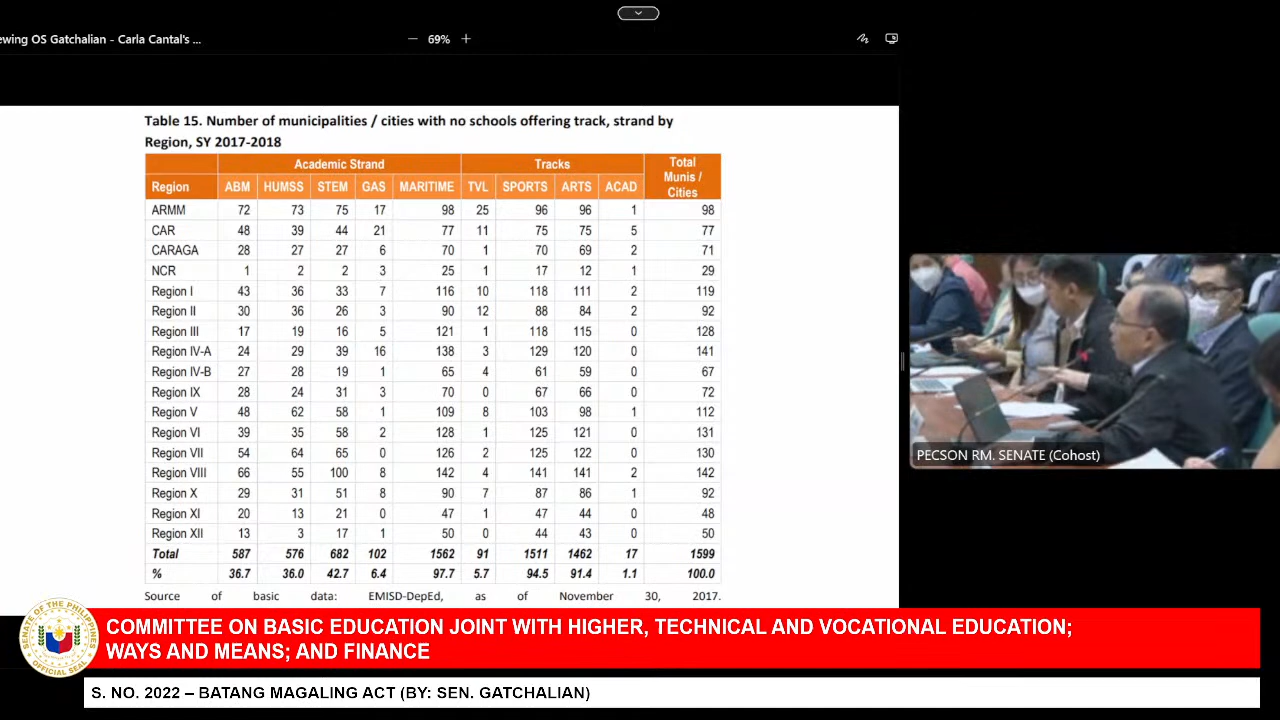 ewing OS Gatchalian - Carla Cantal's ...
69%
Table 15. Number of municipalities / cities with no schools offering track, strand by
Region, SY 2017-2018
Academic Strand Tracks Total Munis / Cities
Region ABM HUMSS STEM GAS MARITIME TVL SPORTS ARTS ACAD
ARMM 72 73 75 17 98 25 96 96 1 98
CAR 48 39 44 21 77 11 75 75 5 77
CARAGA 28 27 27 6 70 1 70 69 2 71
NCR 1 2 2 3 25 1 17 12 1 29
Region I 43 36 33 7 116 10 118 111 2 119
Region II 30 36 26 3 90 12 88 84 2 92
Region III 17 19 16 5 121 1 118 115 0 128
Region IV-A 24 29 39 16 138 3 129 120 0 141
Region IV-B 27 28 19 1 65 4 61 59 0 67
Region IX 28 24 31 3 70 0 67 66 0 72
Region V 48 62 58 1 109 8 103 98 0 112
Region VI 39 35 58 2 128 1 125 121 0 131
Region VII 54 64 65 0 126 2 125 122 0 130
Region VIII 66 55 100 8 142 4 141 141 2 142
Region X 29 31 51 8 90 7 87 86 1 92
Region XI 20 13 21 0 47 1 47 44 0 48
Region XII 13 3 17 1 50 0 44 43 0 50
Total 587 576 682 102 1562 91 1511 1462 17 1599
% 36.7 36.0 42.7 6.4 97.7 5.7 94.5 91.4 1.1 100.0
Source of basic data: EMISD-DepEd, as of November 30, 2017.
PECSON RM. SENATE (Cohost)
SENATE OF THE PHILIPPINES
OFFICIAL SEAL
COMMITTEE ON BASIC EDUCATION JOINT WITH HIGHER, TECHNICAL AND VOCATIONAL EDUCATION;
WAYS AND MEANS; AND FINANCE
S. NO. 2022 – BATANG MAGALING ACT (BY: SEN. GATCHALIAN)